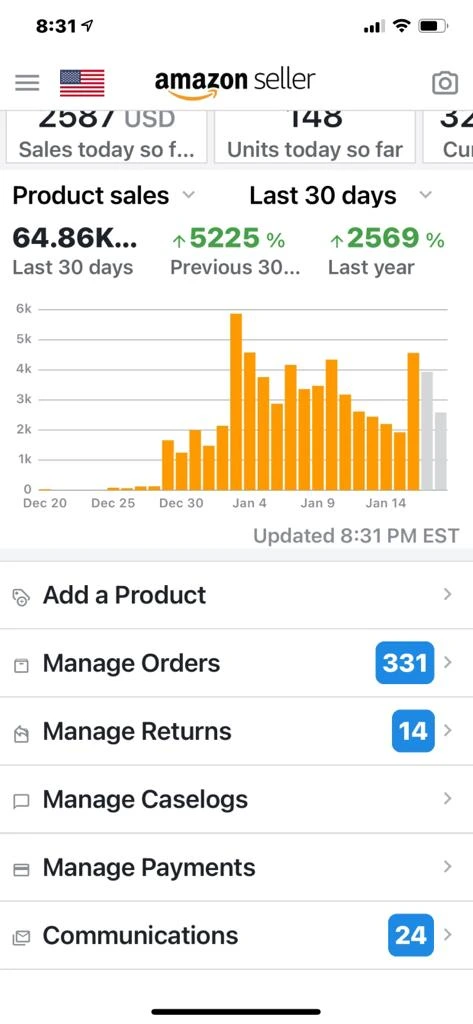 8:31
amazon seller
2587 USD
148
32
Sales today so f...
Units today so far
Cu
Product sales
Last 30 days
64.86K...
↑5225 %
↑2569 %
Last 30 days
Previous 30...
Last year
6k
5k
4k
3k
2k
1k
0
Dec 20
Dec 25
Dec 30
Jan 4
Jan 9
Jan 14
Updated 8:31 PM EST
Add a Product
Manage Orders
331
Manage Returns
14
Manage Caselogs
Manage Payments
Communications
24